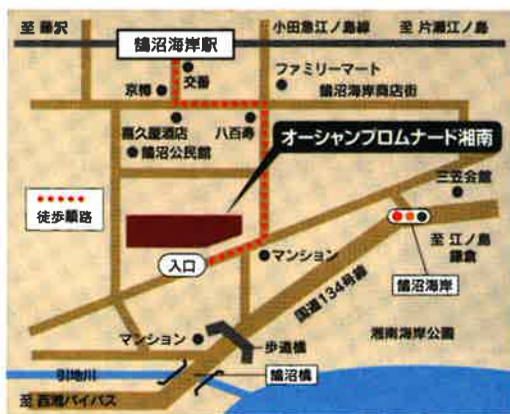 至 藤沢
小田急江ノ島線
至 片瀬江ノ島
鵠沼海岸駅
交番
京樽
ファミリーマート
鵠沼海岸商店街
喜久屋酒店
八百寿
鵠沼公民館
オーシャンプロムナード湘南
三笠会館
徒歩順路
入口
マンション
至 江ノ島
鎌倉
鵠沼海岸
国道134号線
湘南海岸公園
マンション
歩道橋
引地川
鵠沼橋
至 西湘バイパス